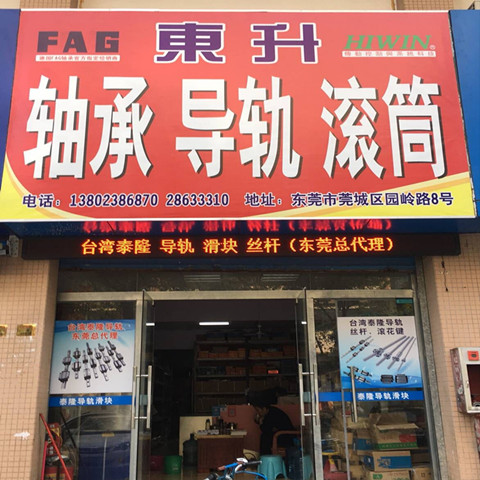 FAG
東升
HIWIN®
轴承 导轨 滚筒
电话：13802386870 28633310 地址：东莞市莞城区园岭路8号
台湾泰隆 导轨 滑块 丝杆（东莞总代理）
台湾泰隆导轨
东莞总代理
泰隆导轨滑块
台湾泰隆导轨
丝杆、滚花键
泰隆导轨滑块